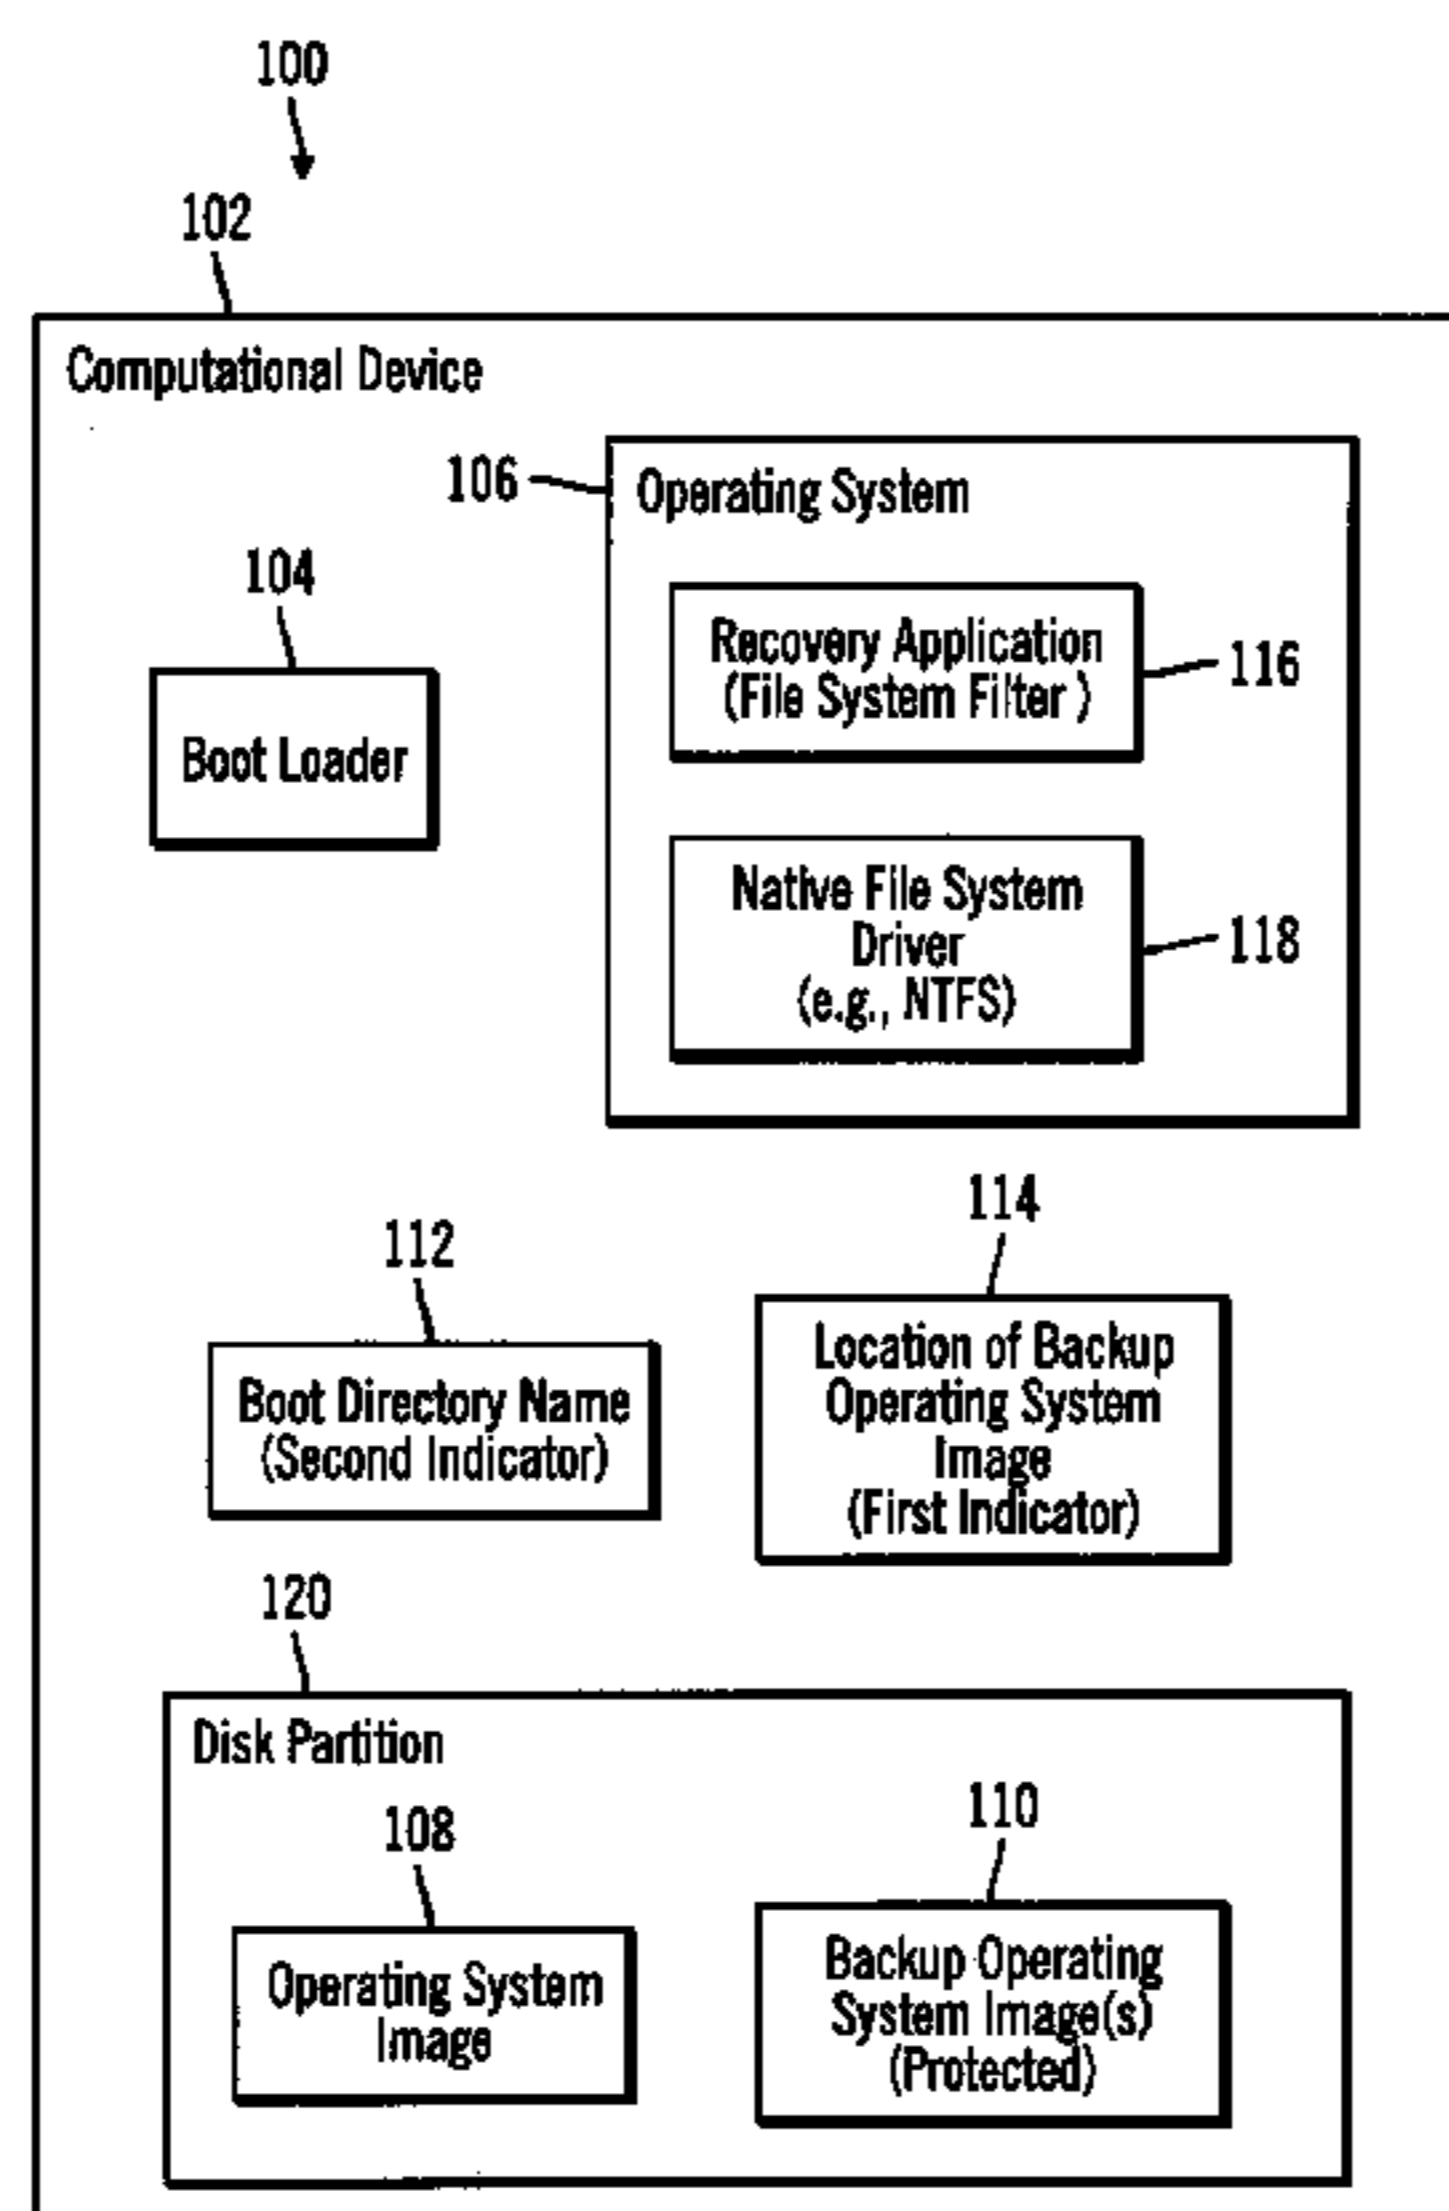 100
102
Computational Device
106
Operating System
104
Boot Loader
Recovery Application
(File System Filter )
116
Native File System
Driver
(e.g., NTFS)
118
112
Boot Directory Name
(Second Indicator)
114
Location of Backup
Operating System
Image
(First Indicator)
120
Disk Partition
108
Operating System
Image
110
Backup Operating
System Image(s)
(Protected)